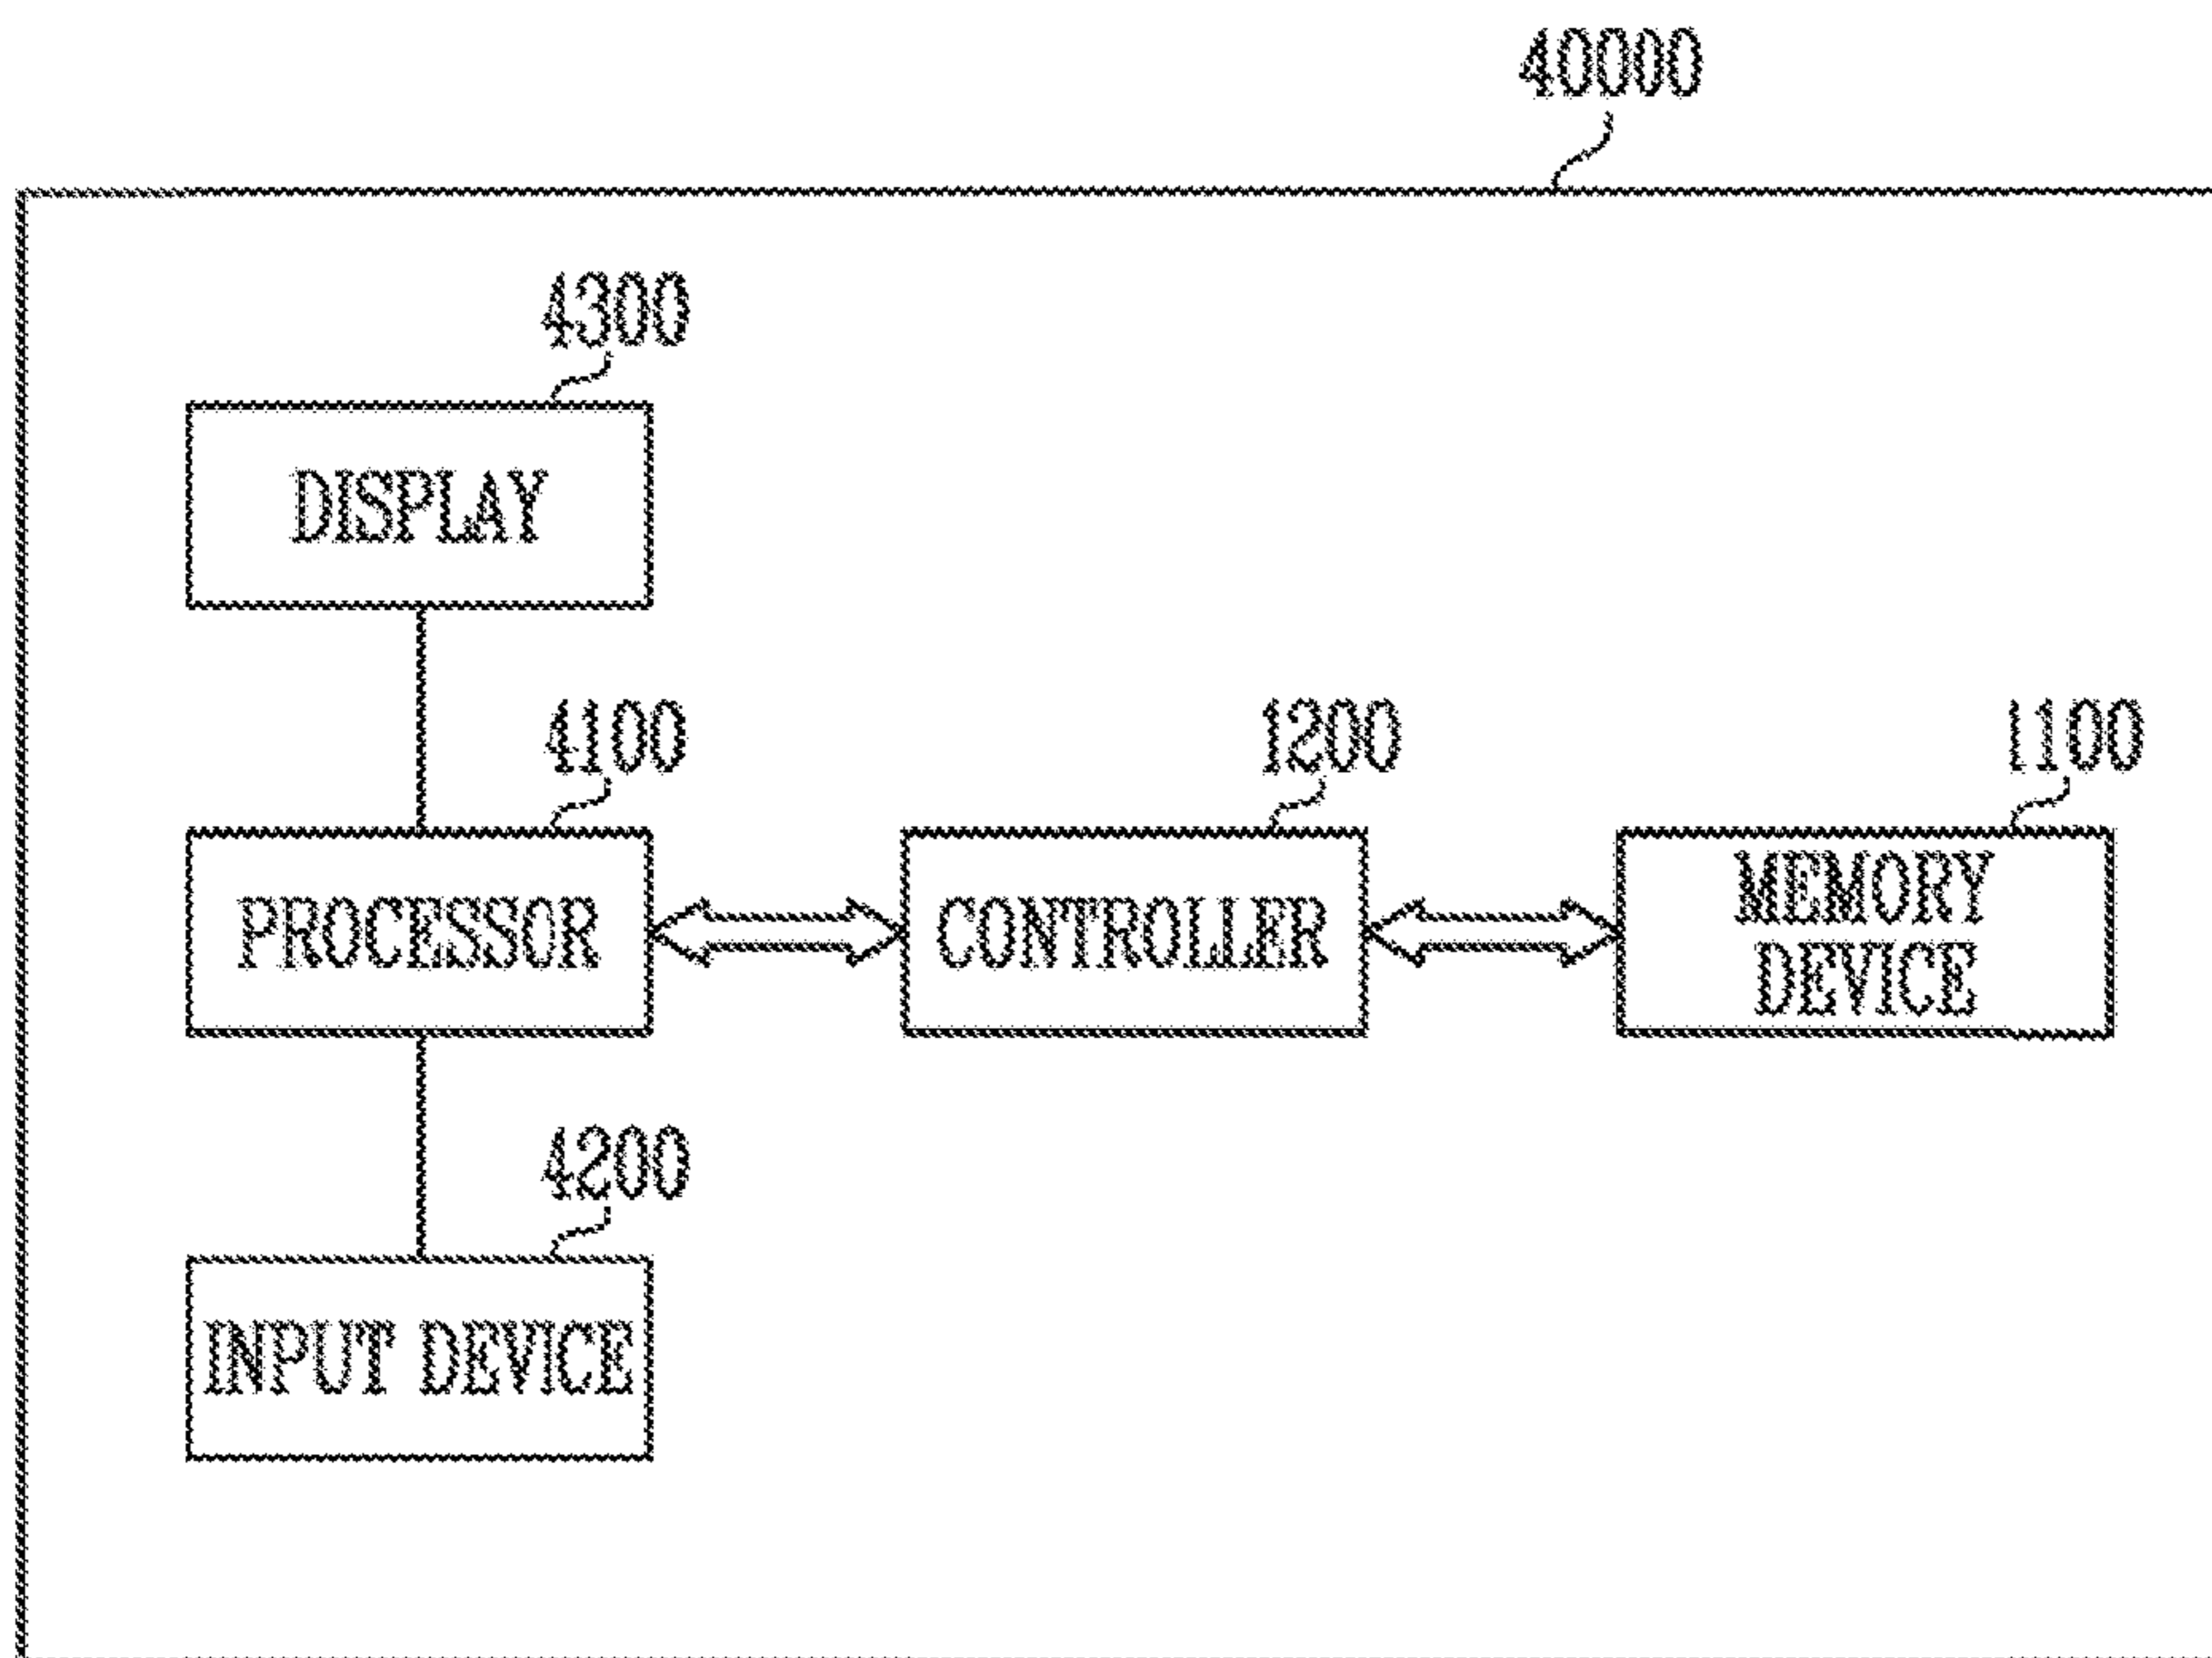 40000
4300
DISPLAY
4100
1200
1100
PROCESSOR
CONTROLLER
MEMORY
DEVICE
4200
INPUT DEVICE